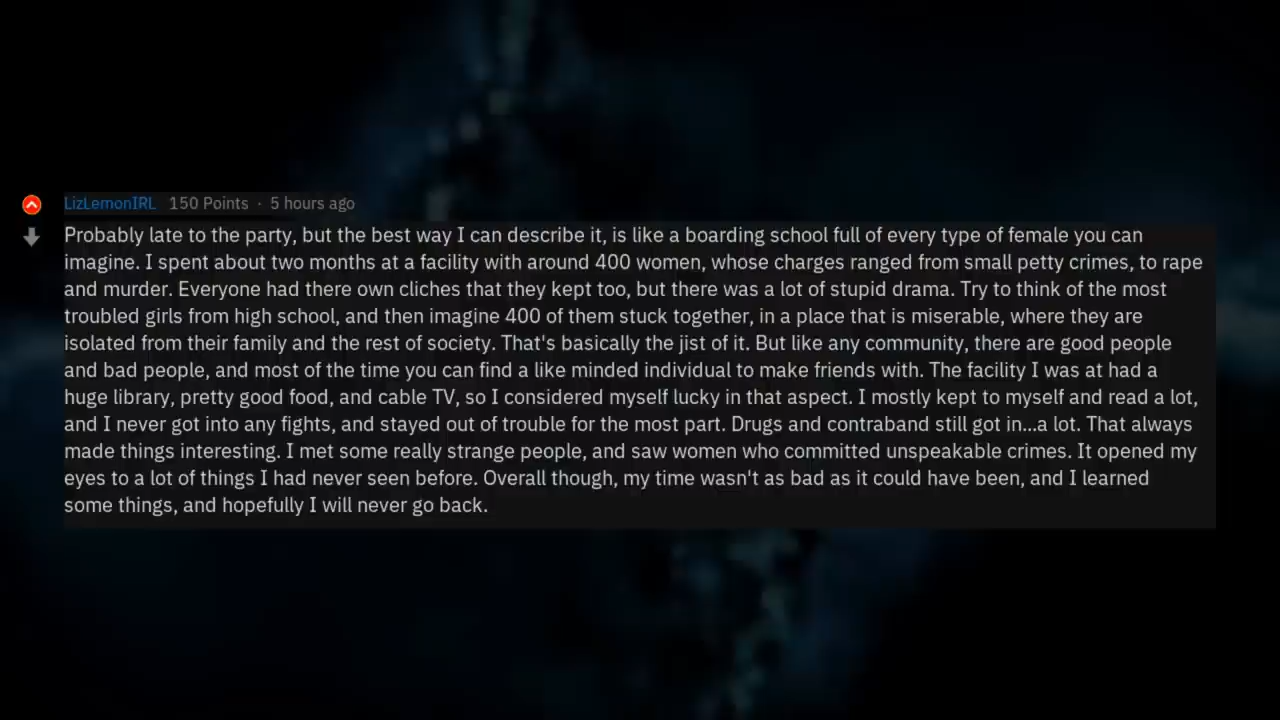 LizLemonIRL 150 Points · 5 hours ago
Probably late to the party, but the best way I can describe it, is like a boarding school full of every type of female you can
imagine. I spent about two months at a facility with around 400 women, whose charges ranged from small petty crimes, to rape
and murder. Everyone had there own cliches that they kept too, but there was a lot of stupid drama. Try to think of the most
troubled girls from high school, and then imagine 400 of them stuck together, in a place that is miserable, where they are
isolated from their family and the rest of society. That's basically the jist of it. But like any community, there are good people
and bad people, and most of the time you can find a like minded individual to make friends with. The facility I was at had a
huge library, pretty good food, and cable TV, so I considered myself lucky in that aspect. I mostly kept to myself and read a lot,
and I never got into any fights, and stayed out of trouble for the most part. Drugs and contraband still got in...a lot. That always
made things interesting. I met some really strange people, and saw women who committed unspeakable crimes. It opened my
eyes to a lot of things I had never seen before. Overall though, my time wasn't as bad as it could have been, and I learned
some things, and hopefully I will never go back.